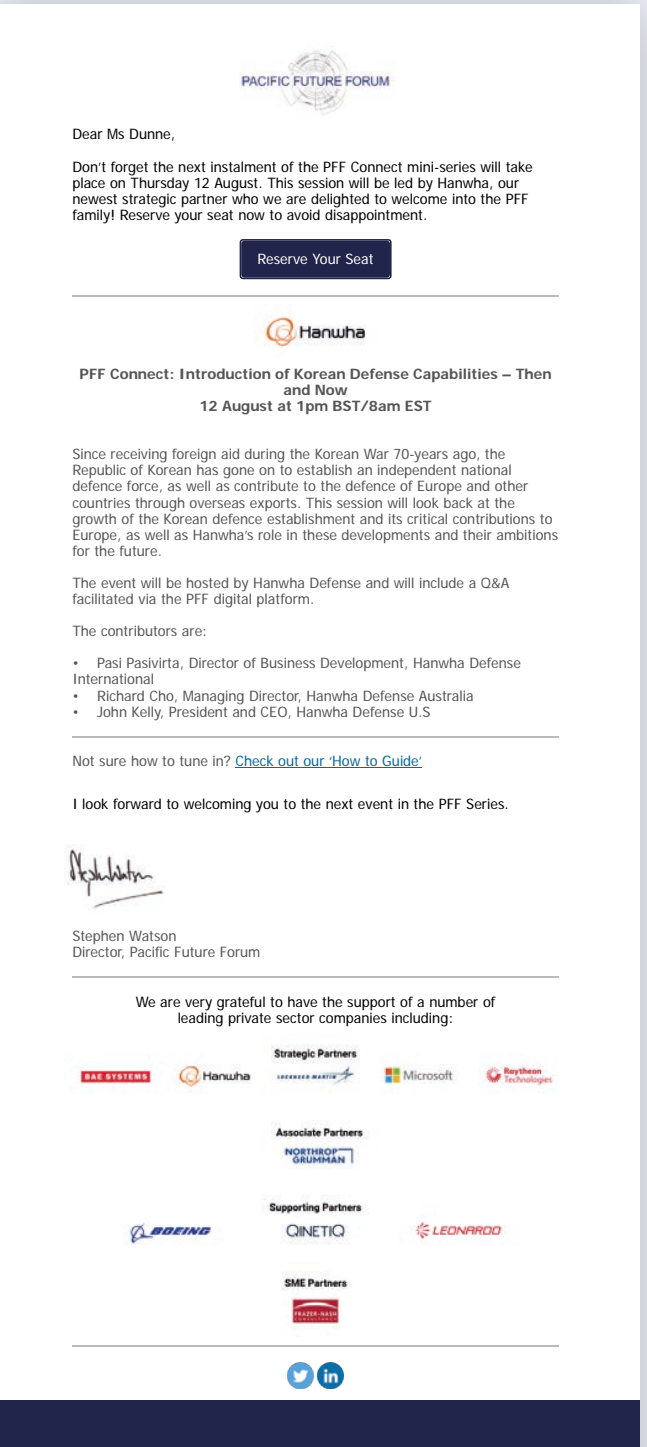 PACIFIC FUTURE FORUM
Dear Ms Dunne,
Don't forget the next instalment of the PFF Connect mini-series will take
place on Thursday 12 August. This session will be led by Hanwha, our
newest strategic partner who we are delighted to welcome into the PFF
family! Reserve your seat now to avoid disappointment.
Reserve Your Seat
Hanwha
PFF Connect: Introduction of Korean Defense Capabilities – Then
and Now
12 August at 1pm BST/8am EST
Since receiving foreign aid during the Korean War 70-years ago, the
Republic of Korean has gone on to establish an independent national
defence force, as well as contribute to the defence of Europe and other
countries through overseas exports. This session will look back at the
growth of the Korean defence establishment and its critical contributions to
Europe, as well as Hanwha's role in these developments and their ambitions
for the future.
The event will be hosted by Hanwha Defense and will include a Q&A
facilitated via the PFF digital platform.
The contributors are:
• Pasi Pasivirta, Director of Business Development, Hanwha Defense
International
• Richard Cho, Managing Director, Hanwha Defense Australia
• John Kelly, President and CEO, Hanwha Defense U.S
Not sure how to tune in? Check out our 'How to Guide'
I look forward to welcoming you to the next event in the PFF Series.
Stephen Watson
Stephen Watson
Director, Pacific Future Forum
We are very grateful to have the support of a number of
leading private sector companies including:
Strategic Partners
BAE SYSTEMS Hanwha LOCKHEED MARTIN Microsoft Raytheon Technologies
Associate Partners
NORTHROP
GRUMMAN
Supporting Partners
BOEING QINETIQ LEONARDO
SME Partners
FRAZER-NASH
CONSULTANCY
in